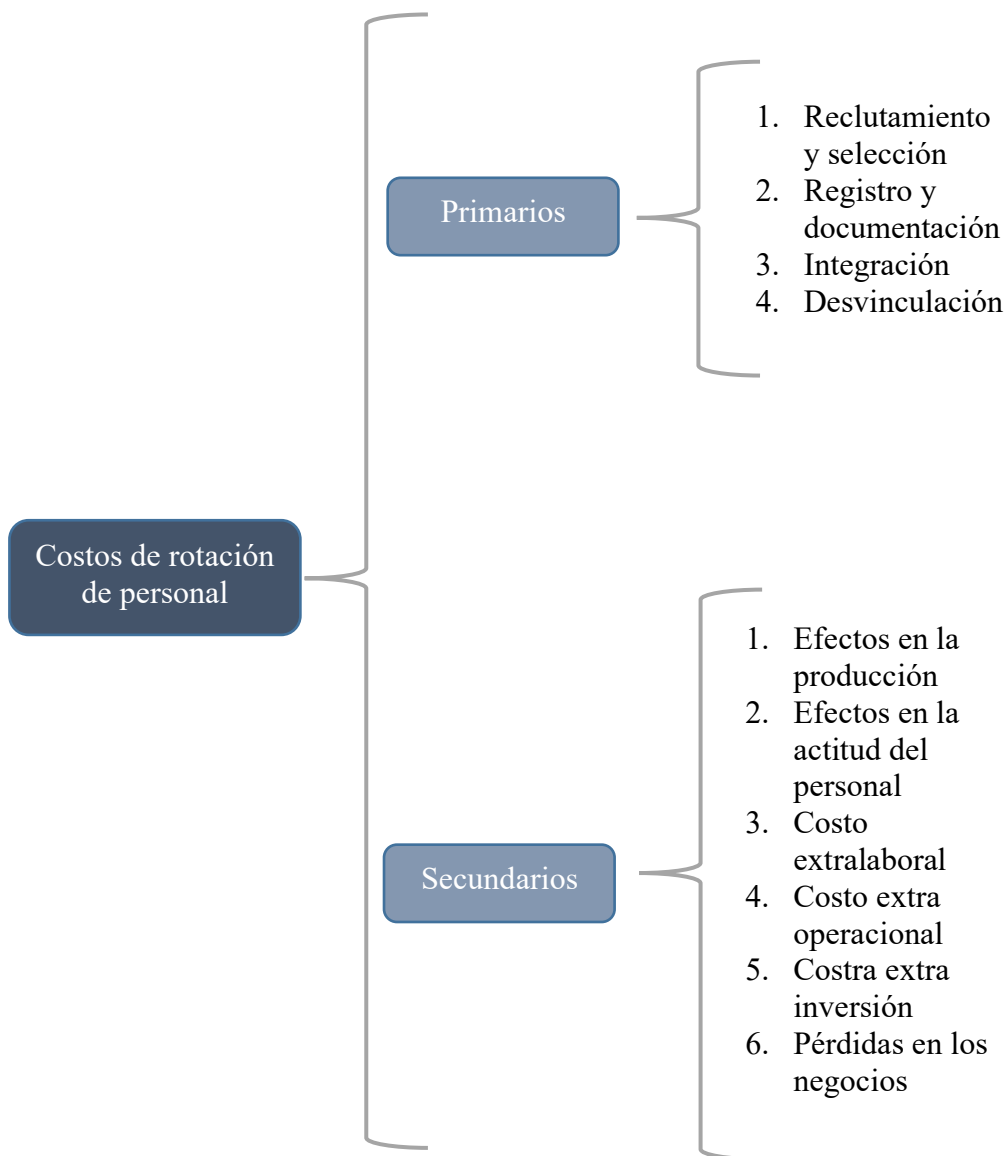 Costos de rotación
de personal
Primarios
1. Reclutamiento
y selección
2. Registro y
documentación
3. Integración
4. Desvinculación
Secundarios
1. Efectos en la
producción
2. Efectos en la
actitud del
personal
3. Costo
extralaboral
4. Costo extra
operacional
5. Costra extra
inversión
6. Pérdidas en los
negocios